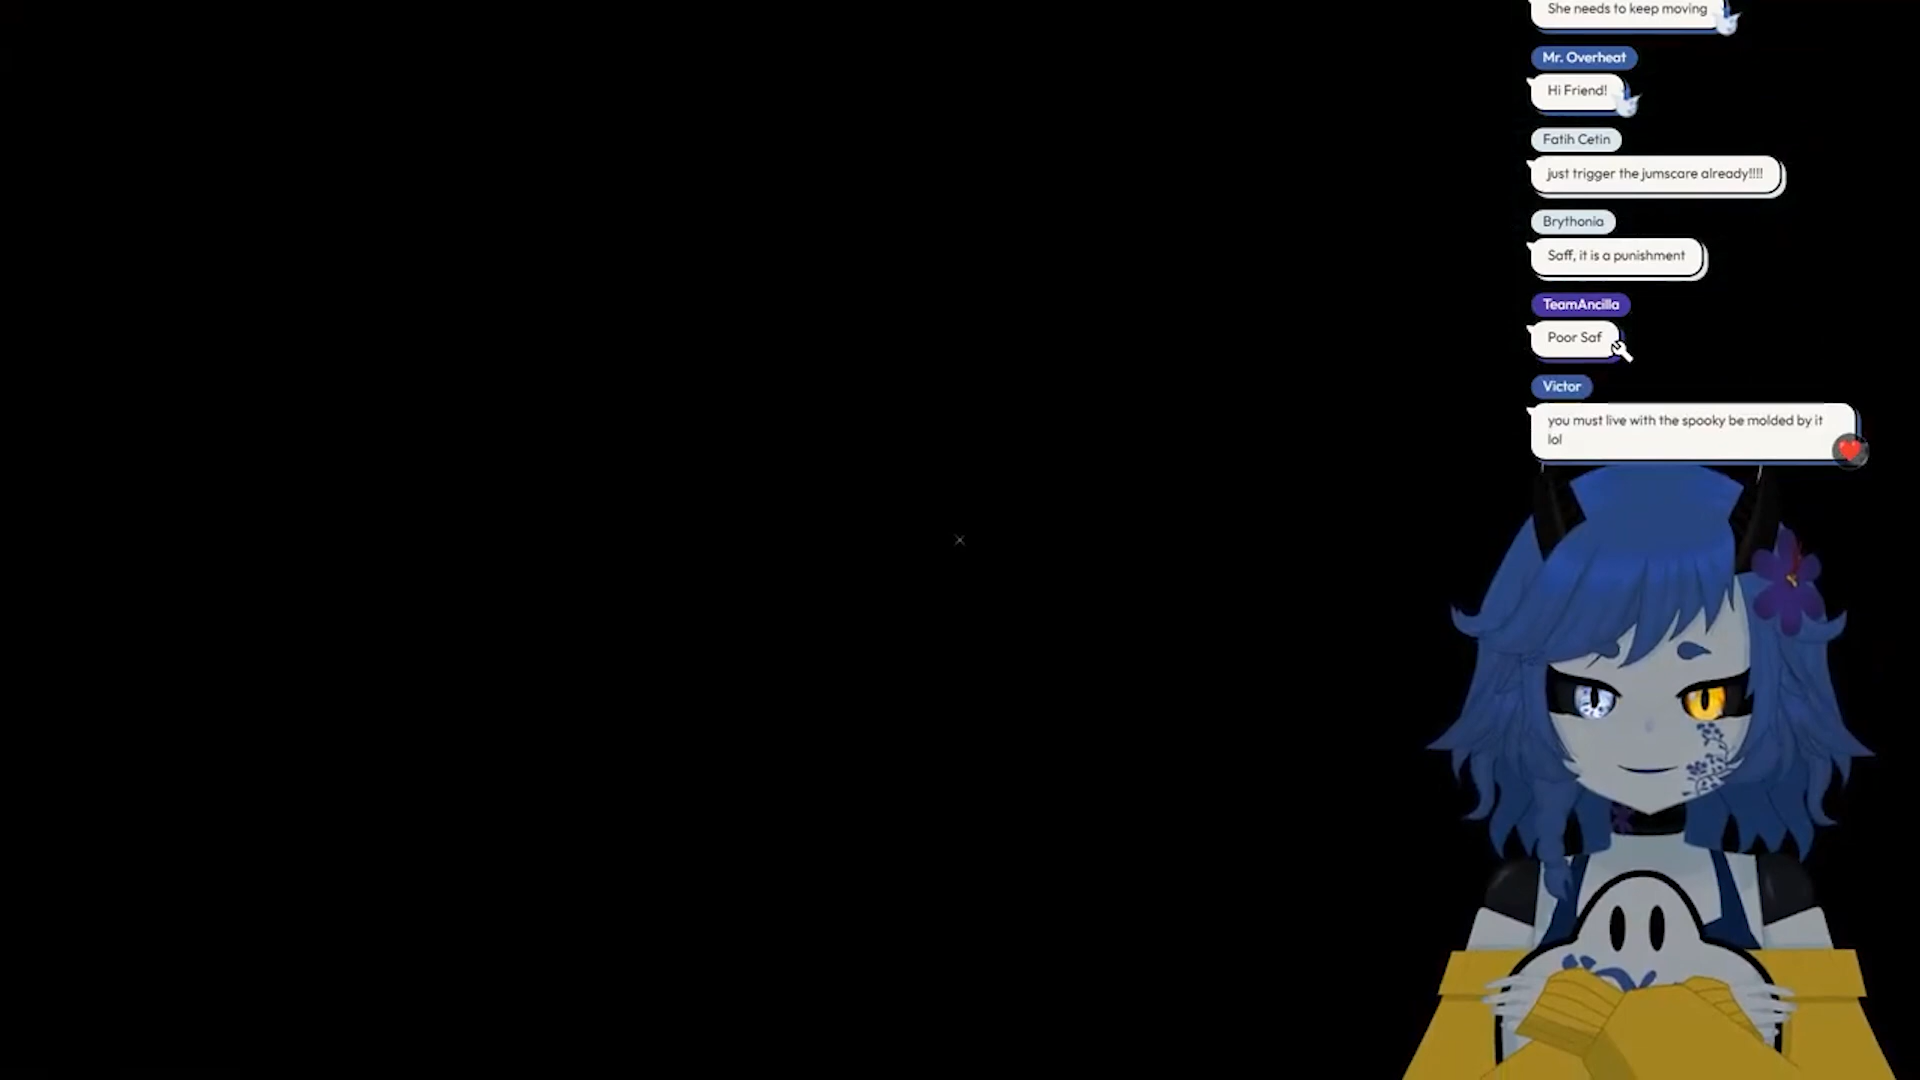 She needs to keep moving
Mr. Overheat
Hi Friend!
Fatih Cetin
just trigger the jumscare already!!!!
Brythonia
Saff, it is a punishment
TeamAncilla
Poor Saf
Victor
you must live with the spooky be molded by it
lol